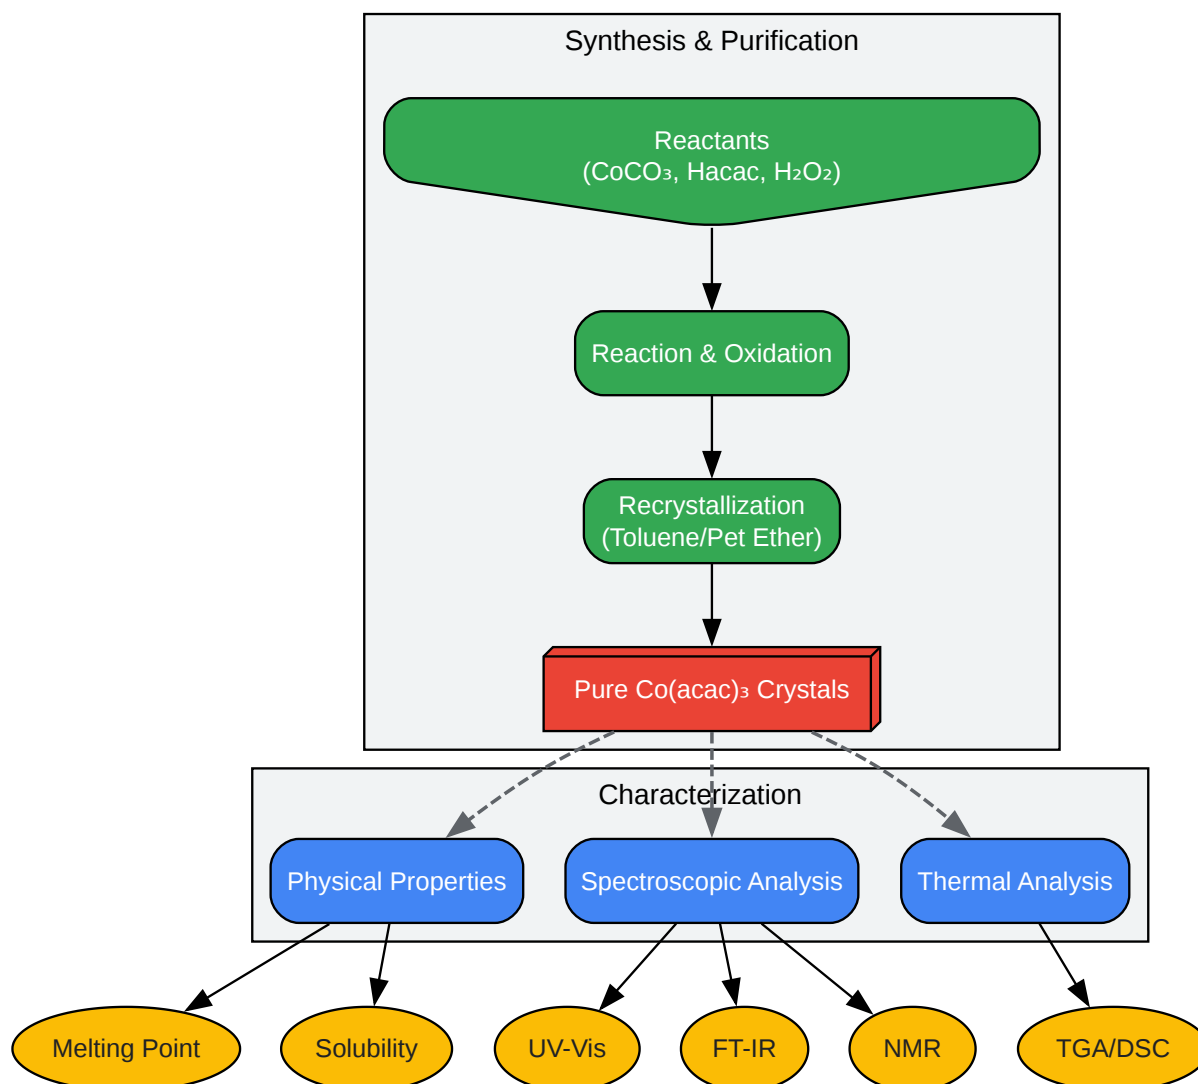 Synthesis & Purification
Reactants
(CoCO₃, Hacac, H₂O₂)
Reaction & Oxidation
Recrystallization
(Toluene/Pet Ether)
Pure Co(acac)₃ Crystals
Characterization
Physical Properties
Spectroscopic Analysis
Thermal Analysis
Melting Point
Solubility
UV-Vis
FT-IR
NMR
TGA/DSC